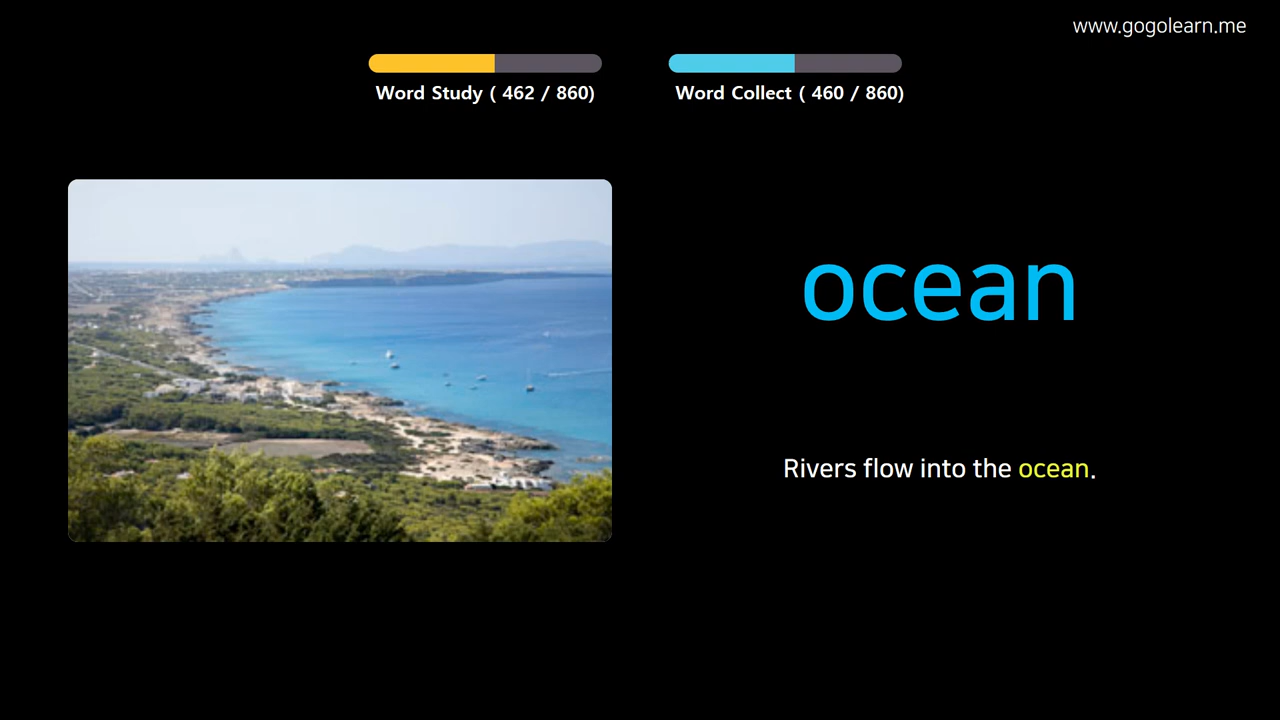 www.gogolearn.me
Word Study ( 462 / 860)
Word Collect ( 460 / 860)
ocean
Rivers flow into the ocean.